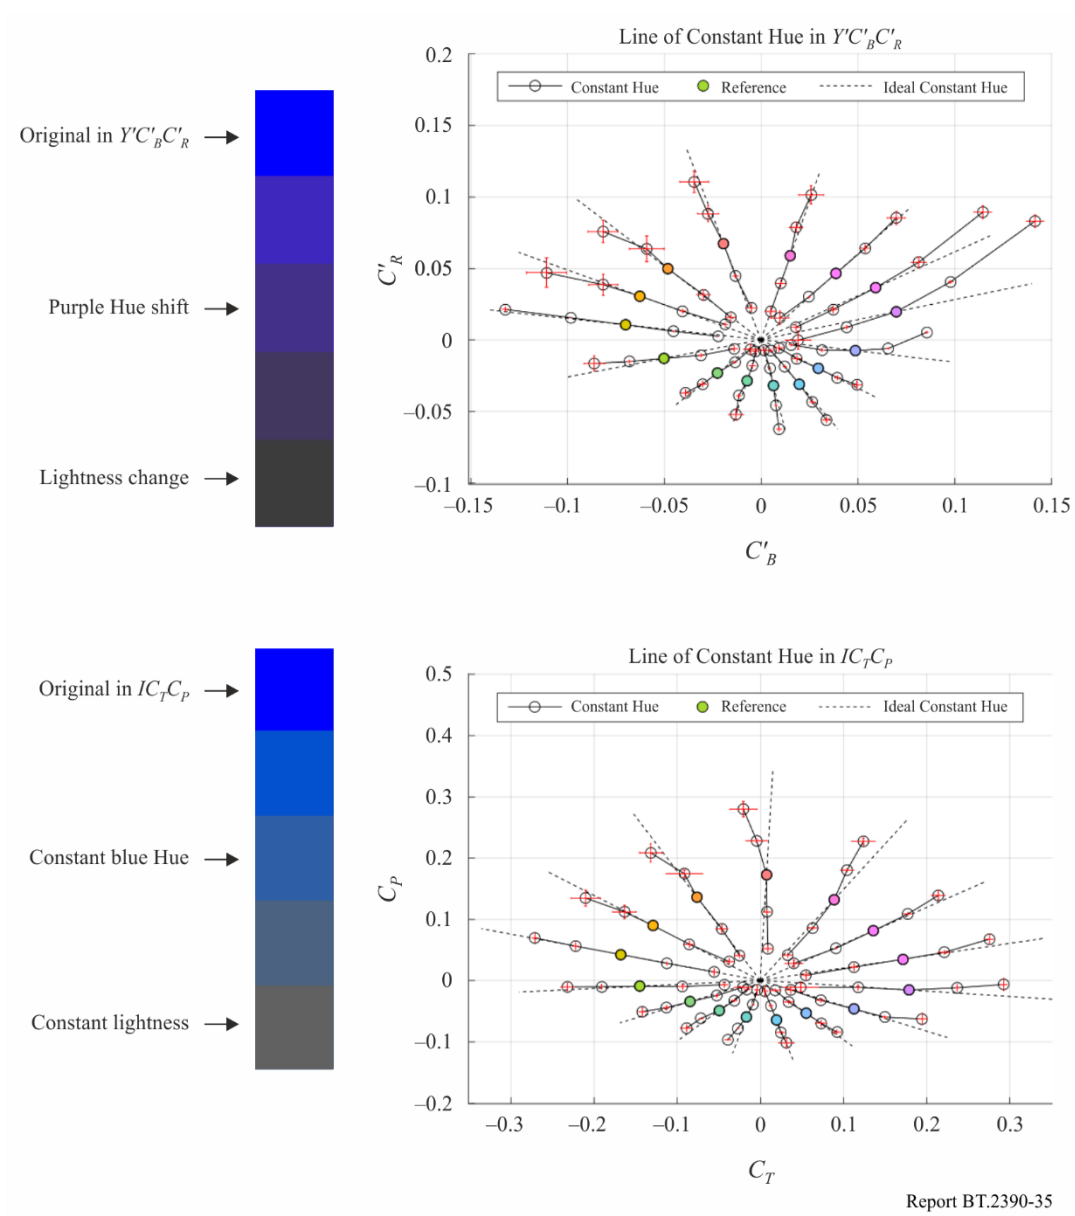 Line of Constant Hue in Y′C′BC′R
0.2
Constant Hue
Reference
Ideal Constant Hue
Original in Y′C′BC′R
0.15
0.1
C′R
0.05
Purple Hue shift
0
−0.05
Lightness change
−0.1
−0.15
−0.1
−0.05
0
0.05
0.1
0.15
C′B
Line of Constant Hue in ICTCP
0.5
Original in ICTCP
Constant Hue
Reference
Ideal Constant Hue
0.4
0.3
Constant blue Hue
0.2
CP
0.1
0
Constant lightness
−0.1
−0.2
−0.3
−0.2
−0.1
0
0.1
0.2
0.3
CT
Report BT.2390-35